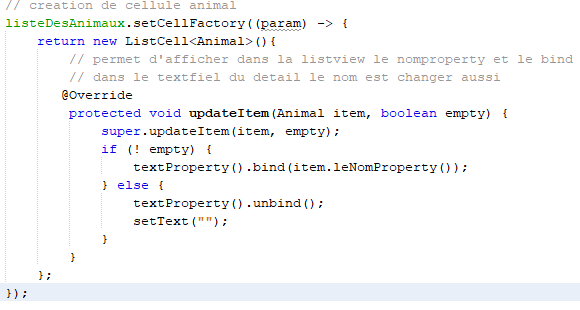 // creation de cellule animal
listeDesAnimaux.setCellFactory((param) -> {
    return new ListCell<Animal>(){
        // permet d'afficher dans la listview le nomproperty et le bind
        // dans le textfiel du detail le nom est changer aussi
       @Override
        protected void updateItem(Animal item, boolean empty) {
            super.updateItem(item, empty);
            if (! empty) {
                textProperty().bind(item.leNomProperty());
            } else {
                textProperty().unbind();
                setText("");
            }
        }
    };
});